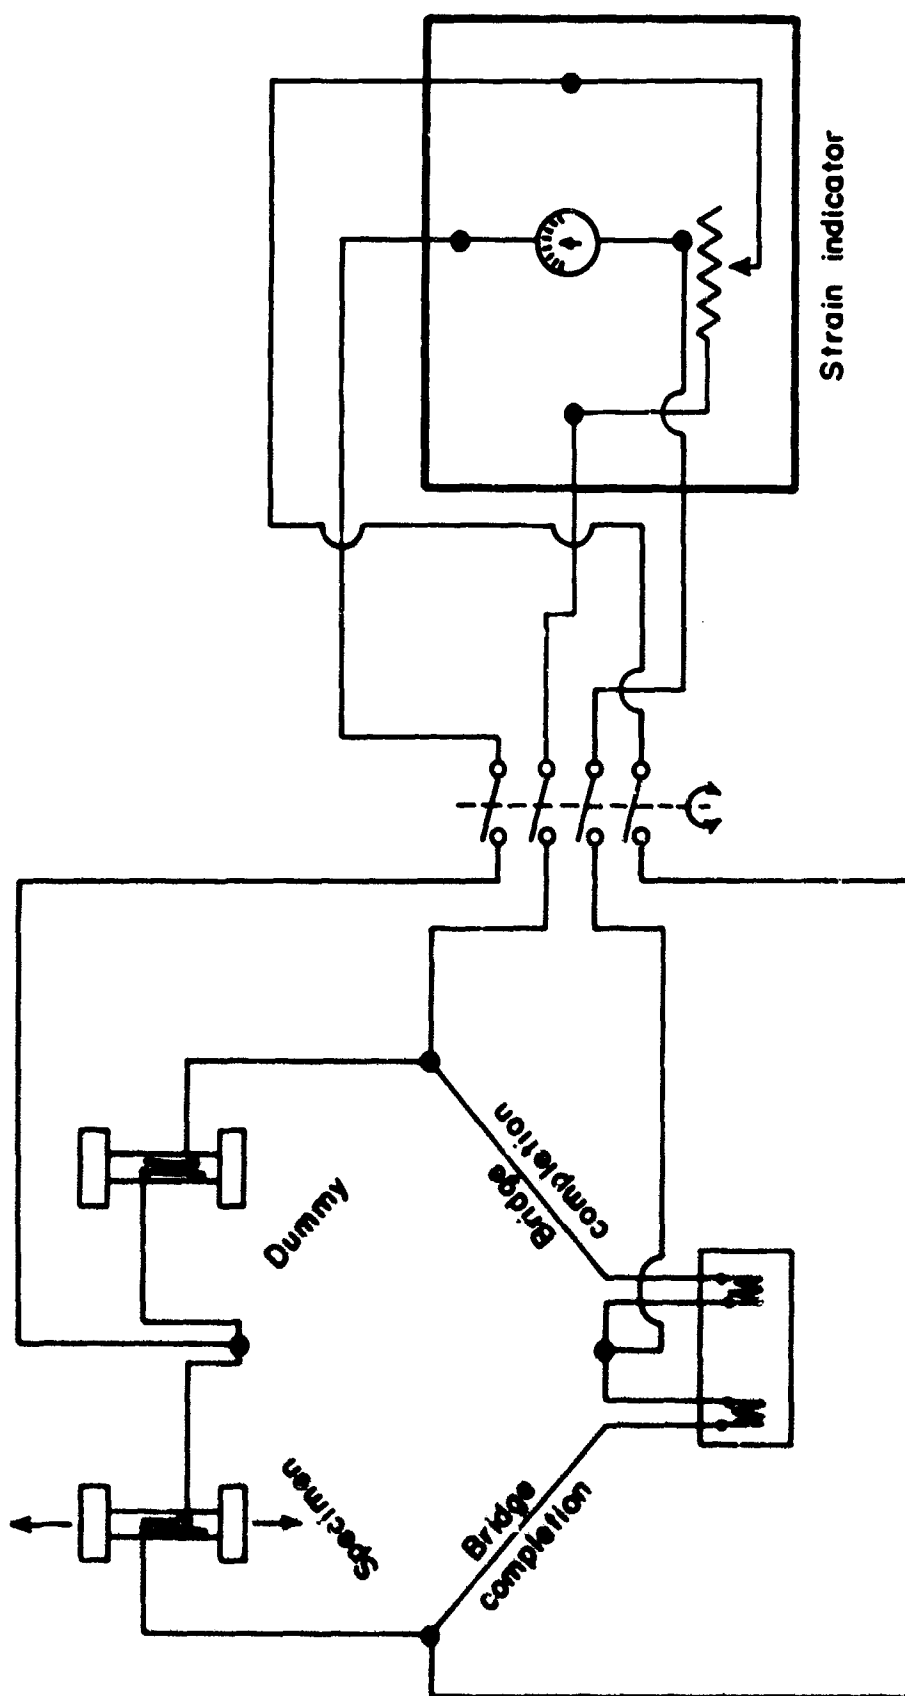 Strain indicator
Dummy
Bridge
completion
Specimen
Bridge
completion